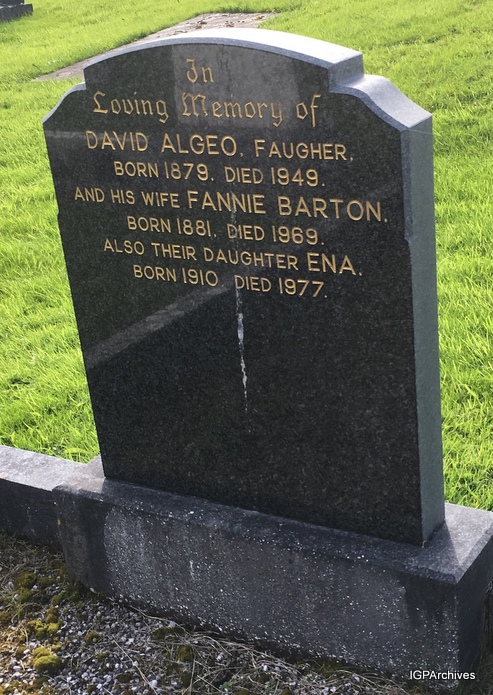 In
Loving Memory of
DAVID ALGEO, FAUGHER,
BORN 1879, DIED 1949.
AND HIS WIFE FANNIE BARTON,
BORN 1881, DIED 1969.
ALSO THEIR DAUGHTER ENA.
BORN 1910 DIED 1977.
IGPArchives